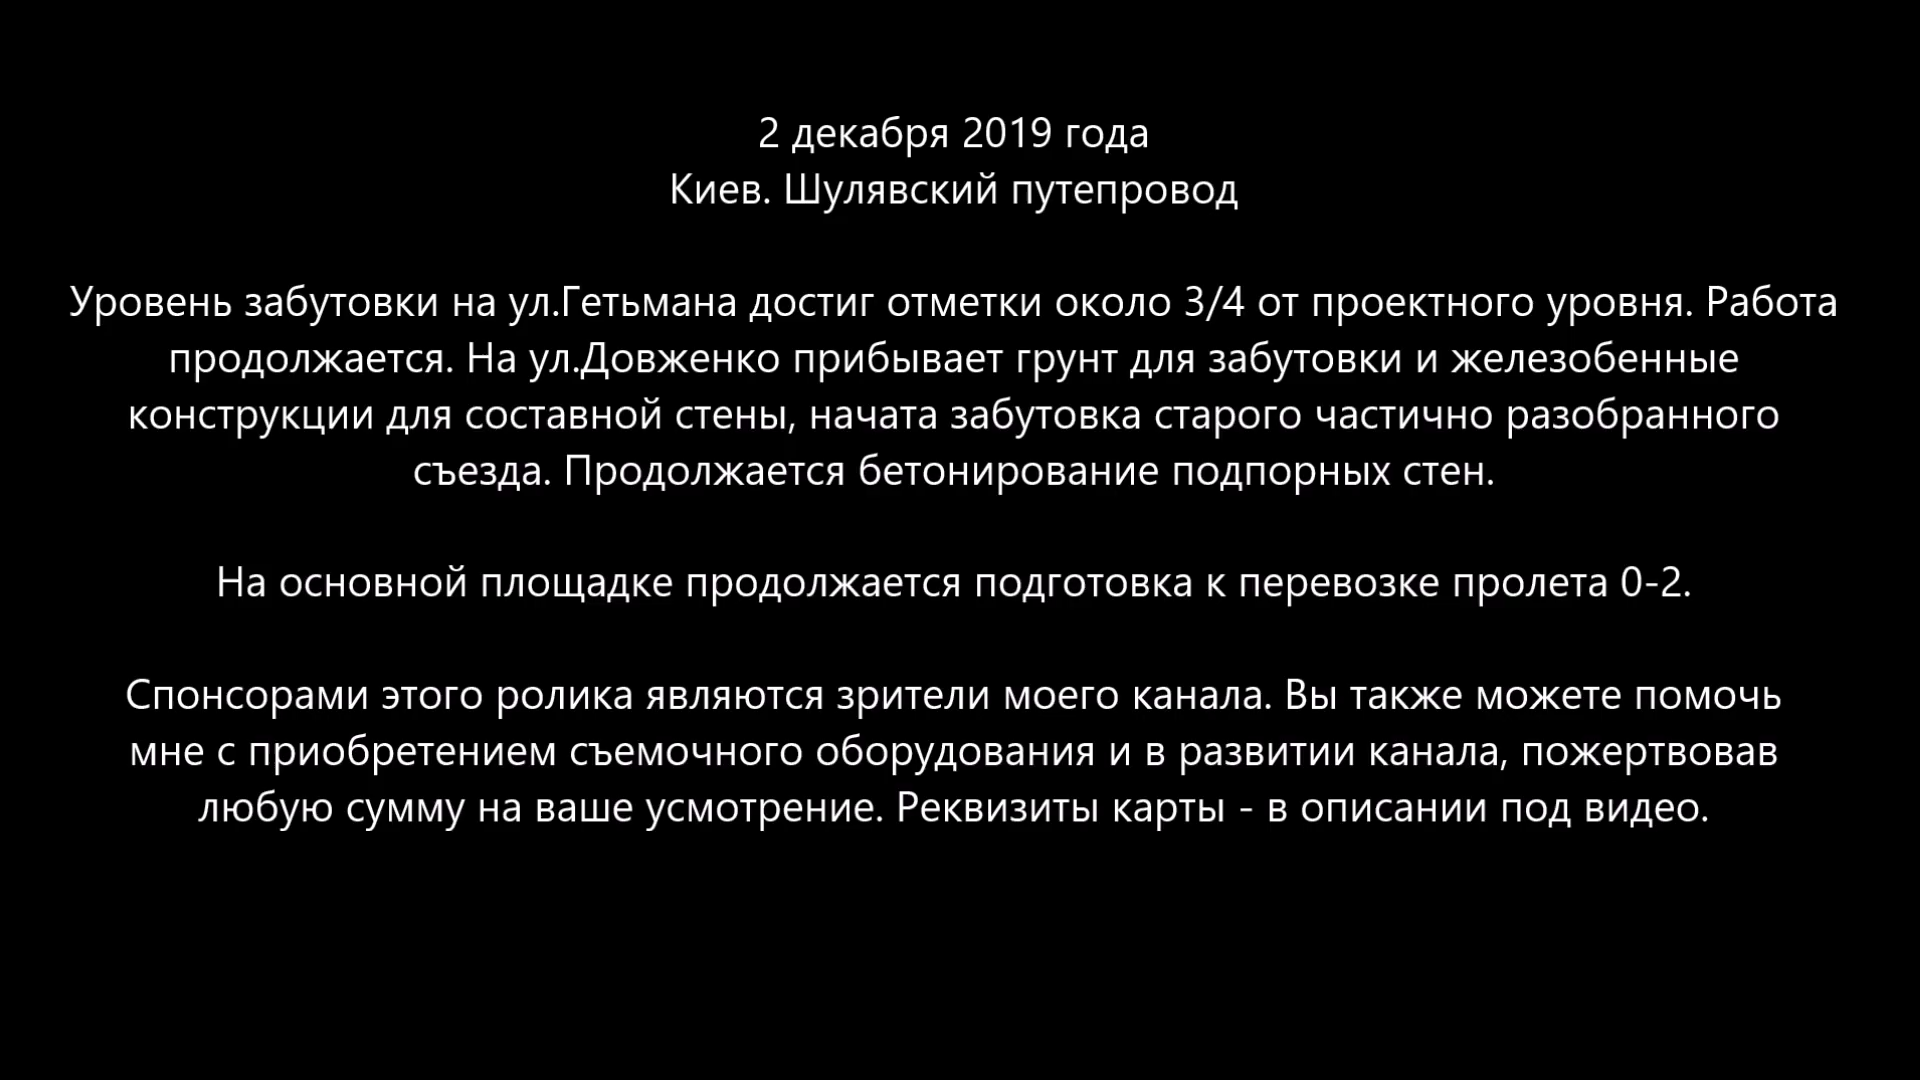 2 декабря 2019 года
Киев. Шулявский путепровод
Уровень забутовки на ул.Гетьмана достиг отметки около 3/4 от проектного уровня. Работа
продолжается. На ул.Довженко прибывает грунт для забутовки и железобенные
конструкции для составной стены, начата забутовка старого частично разобранного
съезда. Продолжается бетонирование подпорных стен.
На основной площадке продолжается подготовка к перевозке пролета 0-2.
Спонсорами этого ролика являются зрители моего канала. Вы также можете помочь
мне с приобретением съемочного оборудования и в развитии канала, пожертвовав
любую сумму на ваше усмотрение. Реквизиты карты - в описании под видео.